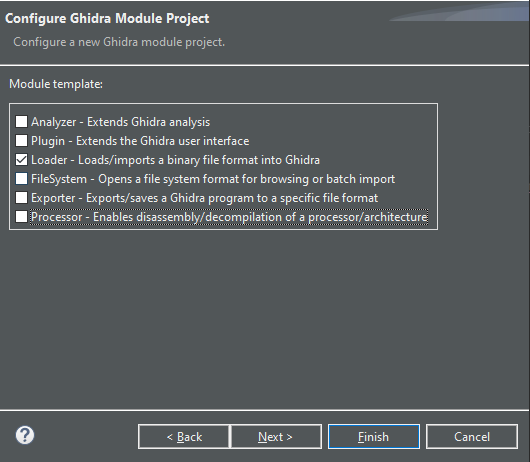 Configure Ghidra Module Project
Configure a new Ghidra module project.
Module template:
Analyzer - Extends Ghidra analysis
Plugin - Extends the Ghidra user interface
Loader - Loads/imports a binary file format into Ghidra
FileSystem - Opens a file system format for browsing or batch import
Exporter - Exports/saves a Ghidra program to a specific file format
Processor - Enables disassembly/decompilation of a processor/architecture
? < Back Next > Finish Cancel